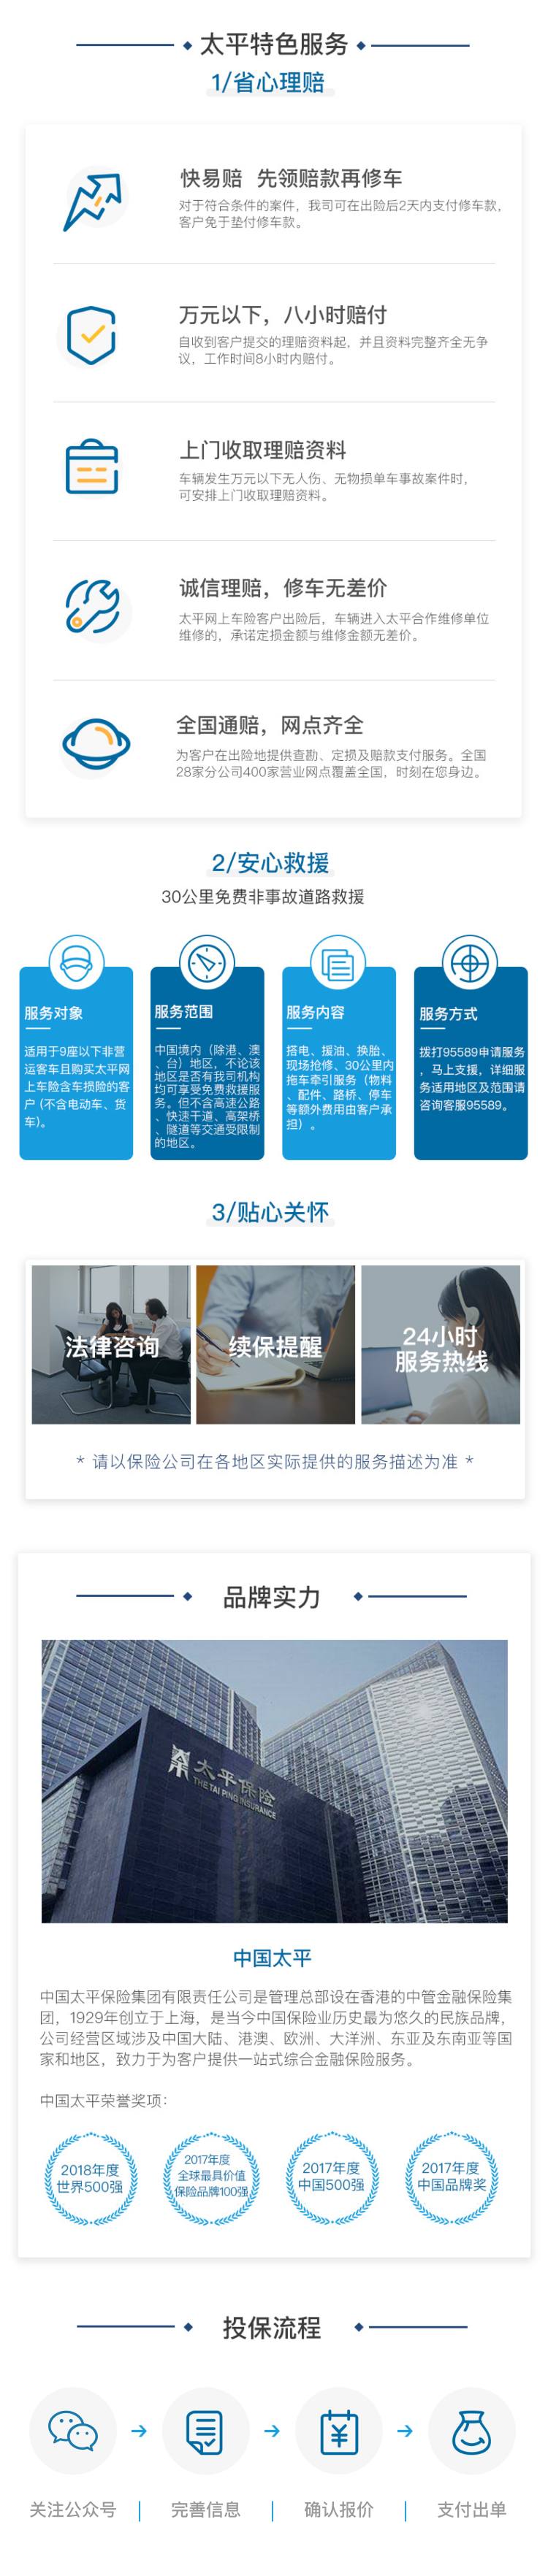 太平特色服务
1/省心理赔
快易赔 先领赔款再修车
对于符合条件的案件，我司可在出险后2天内支付修车款，
客户免于垫付修车款。
万元以下，八小时赔付
自收到客户提交的理赔资料起，并且资料完整齐全无争
议，工作时间8小时内赔付。
上门收取理赔资料
车辆发生万元以下无人伤、无物损单车事故案件时，
可安排上门收取理赔资料。
诚信理赔，修车无差价
太平网上车险客户出险后，车辆进入太平合作维修单位
维修的，承诺定损金额与维修金额无差价。
全国通赔，网点齐全
为客户在出险地提供查勘、定损及赔款支付服务。全国
28家分公司400家营业网点覆盖全国，时刻在您身边。
2/安心救援
30公里免费非事故道路救援
服务对象
适用于9座以下非营
运客车且购买太平网
上车险含车损险的客
户（不含电动车、货
车）。
服务范围
中国境内（除港、澳
、台）地区，不论该
地区是否有我司机构
均可享受免费救援服
务。但不含高速公路
、快速干道、高架桥
、隧道等交通受限制
的地区。
服务内容
搭电、援油、换胎、
现场抢修、30公里内
拖车牵引服务（物料
、配件、路桥、停车
等额外费用由客户承
担）。
服务方式
拨打95589申请服务
，马上支援，详细服
务适用地区及范围请
咨询客服95589。
3/贴心关怀
法律咨询
续保提醒
24小时
服务热线
* 请以保险公司在各地区实际提供的服务描述为准 *
品牌实力
太平保险
THE TAI PING INSURANCE
中国太平
中国太平保险集团有限责任公司是管理总部设在香港的中管金融保险集
团，1929年创立于上海，是当今中国保险业历史最为悠久的民族品牌，
公司经营区域涉及中国大陆、港澳、欧洲、大洋洲、东亚及东南亚等国
家和地区，致力于为客户提供一站式综合金融保险服务。
中国太平荣誉奖项：
2018年度
世界500强
2017年度
全球最具价值
保险品牌100强
2017年度
中国500强
2017年度
中国品牌奖
投保流程
关注公众号
完善信息
确认报价
支付出单